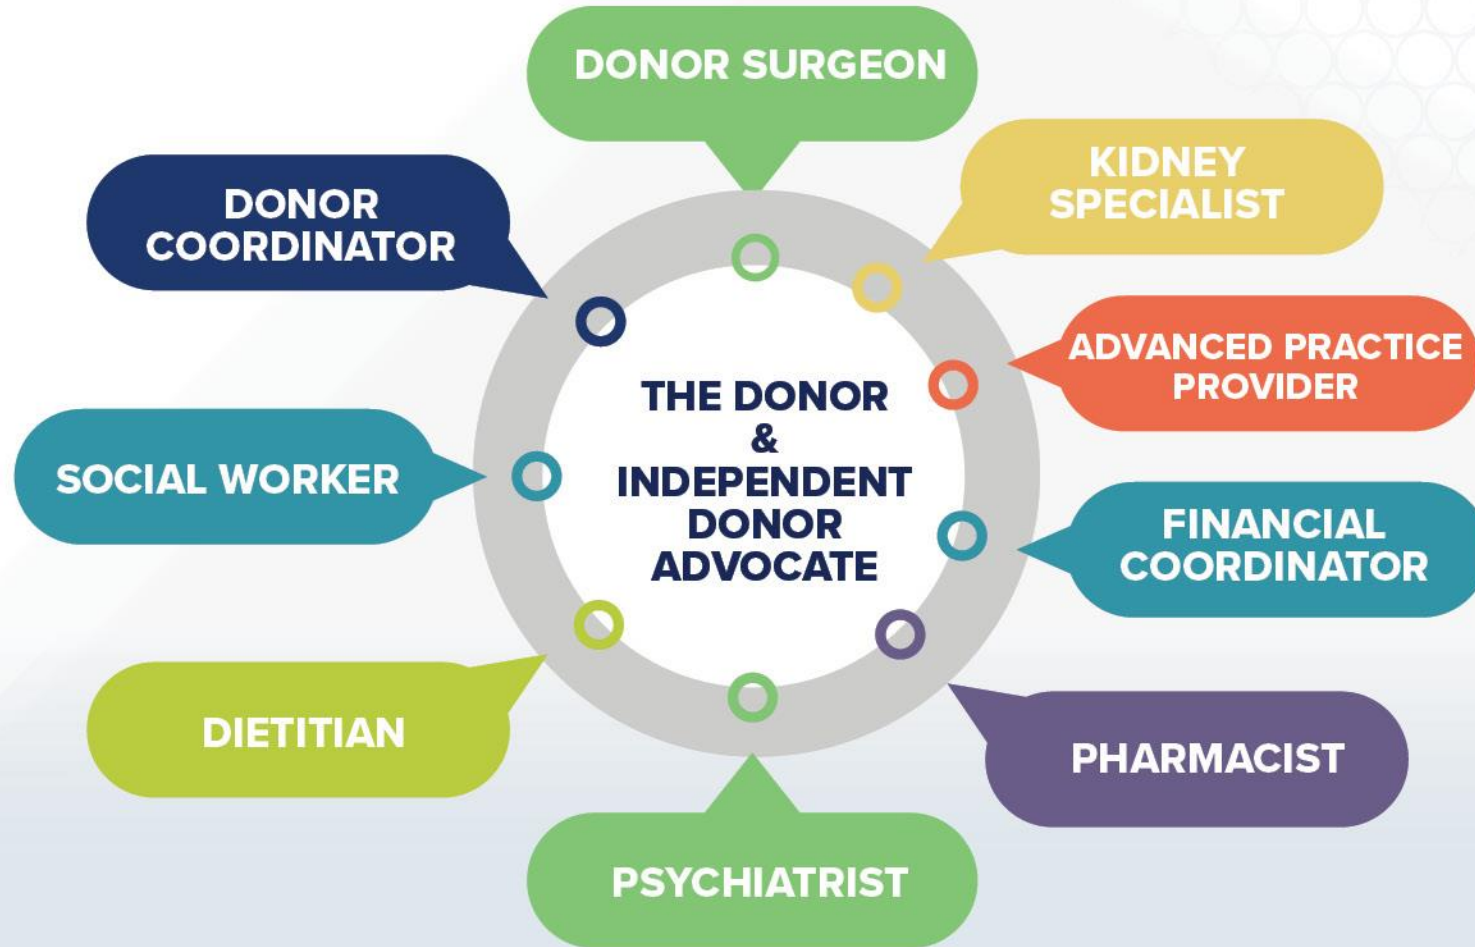 DONOR SURGEON
KIDNEY
SPECIALIST
DONOR
COORDINATOR
ADVANCED PRACTICE
PROVIDER
THE DONOR
&
INDEPENDENT
DONOR
ADVOCATE
SOCIAL WORKER
FINANCIAL
COORDINATOR
DIETITIAN
PHARMACIST
PSYCHIATRIST